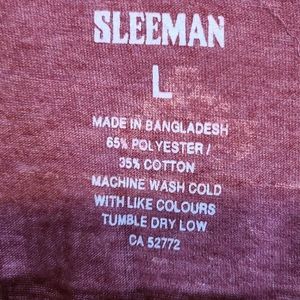 SLEEMAN
L
MADE IN BANGLADESH
65% POLYESTER /
35% COTTON
MACHINE WASH COLD
WITH LIKE COLOURS
TUMBLE DRY LOW
CA 52772